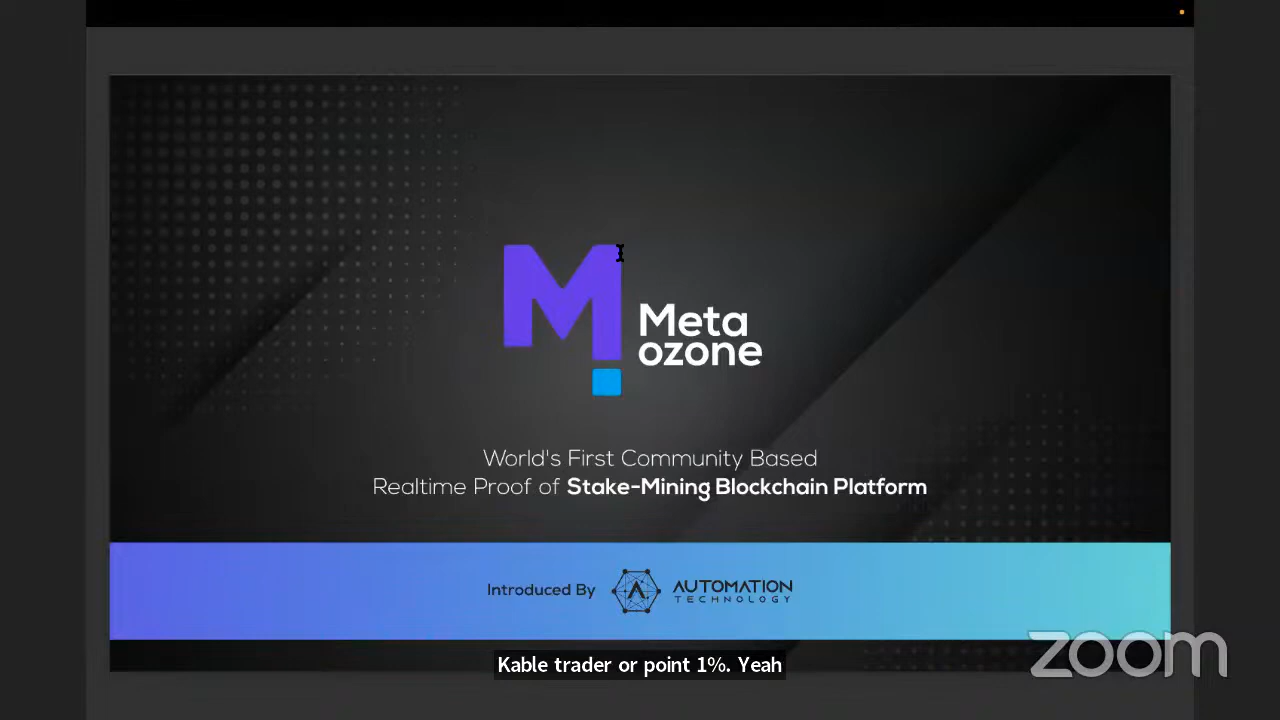 M
Meta
ozone
World's First Community Based
Realtime Proof of Stake-Mining Blockchain Platform
Introduced By
AUTOMATION
TECHNOLOGY
zoom
Kable trader or point 1%. Yeah